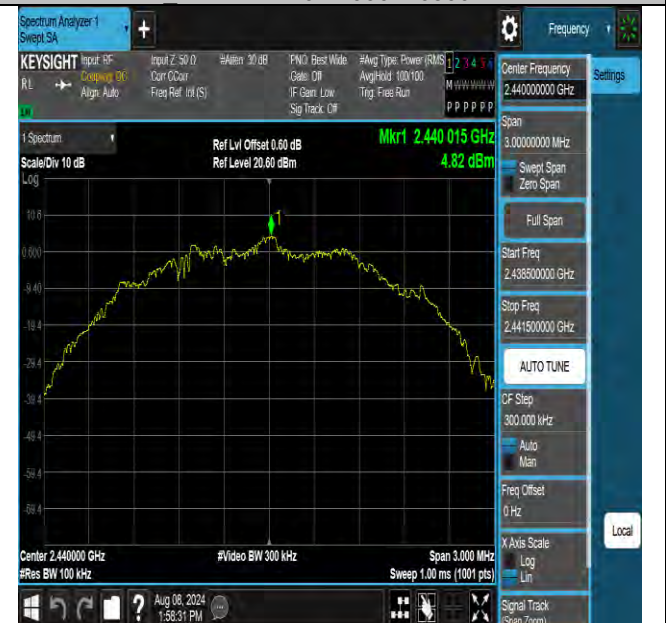 Spectrum Analyzer 1
Swept SA
+
Frequency
KEYSIGHT
RL
Input: RF
Coupling: DC
Align: Auto
Input Z: 50 Ω
Corr CCorr
Freq Ref: Int (S)
#Atten: 30 dB
PNO: Best Wide
Gate: Off
IF Gain: Low
Sig Track: Off
#Avg Type: Power (RMS
Avg|Hold: 100/100
Trig: Free Run
1 2 3 4 5 6
M W W W W W
P P P P P P
1 Spectrum
Scale/Div 10 dB
Log
Ref Lvl Offset 0.60 dB
Ref Level 20.60 dBm
Mkr1 2.440 015 GHz
4.82 dBm
1
10.6
0.600
-9.40
-19.4
-29.4
-39.4
-49.4
-59.4
-69.4
Center 2.440000 GHz
#Res BW 100 kHz
#Video BW 300 kHz
Span 3.000 MHz
Sweep 1.00 ms (1001 pts)
Aug 08, 2024
1:58:31 PM
Center Frequency
2.440000000 GHz
Settings
Span
3.00000000 MHz
Swept Span
Zero Span
Full Span
Start Freq
2.438500000 GHz
Stop Freq
2.441500000 GHz
AUTO TUNE
CF Step
300.000 kHz
Auto
Man
Freq Offset
0 Hz
X Axis Scale
Log
Lin
Local
Signal Track
(Span Zoom)